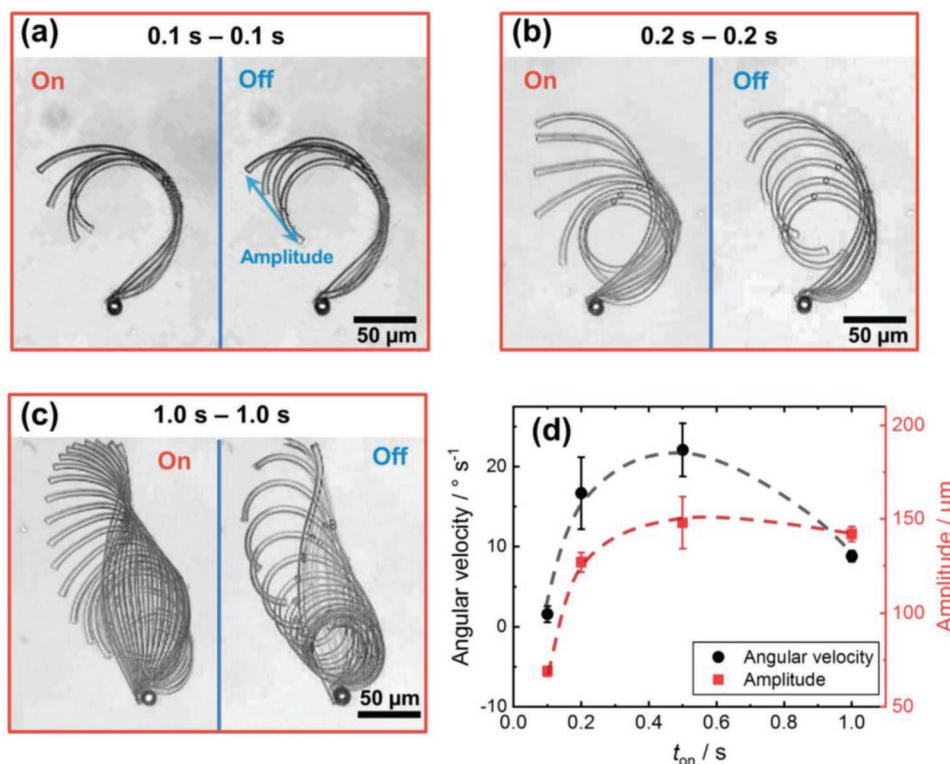 (a) 0.1 s – 0.1 s
On
Off
Amplitude
50 µm
(b) 0.2 s – 0.2 s
On
Off
50 µm
(c) 1.0 s – 1.0 s
On
Off
50 µm
(d)
Angular velocity / ° s⁻¹
20
10
0
-10
0.0 0.2 0.4 0.6 0.8 1.0
t_on / s
200
150
100
50
Amplitude / µm
Angular velocity
Amplitude